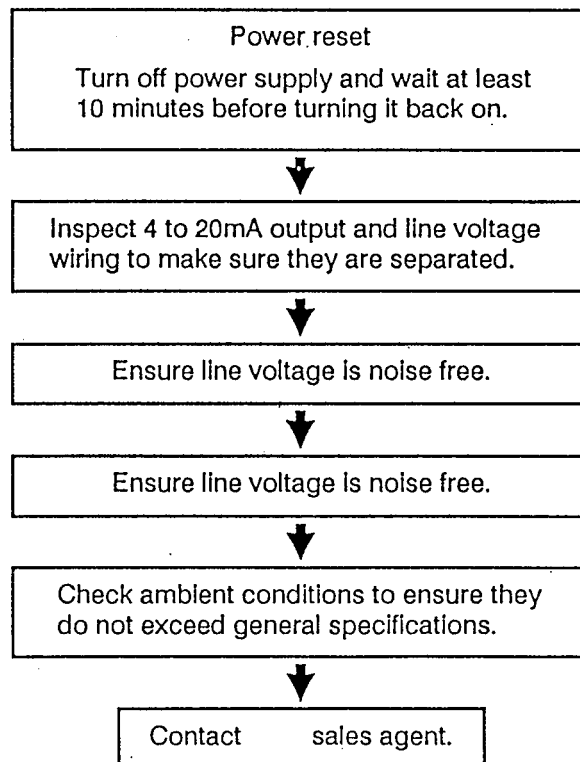 Power reset
Turn off power supply and wait at least
10 minutes before turning it back on.
Inspect 4 to 20mA output and line voltage
wiring to make sure they are separated.
Ensure line voltage is noise free.
Ensure line voltage is noise free.
Check ambient conditions to ensure they
do not exceed general specifications.
Contact sales agent.